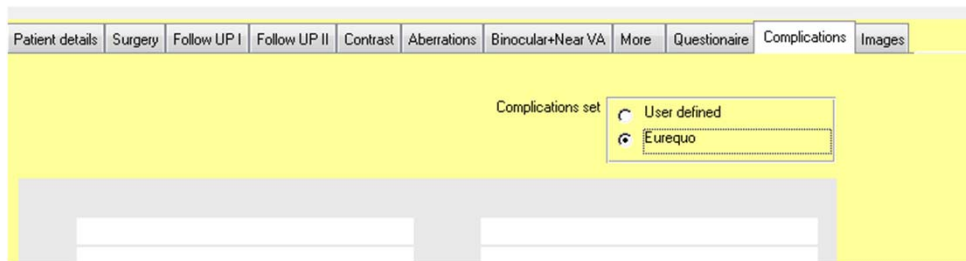 Patient details Surgery Follow UP I Follow UP II Contrast Aberrations Binocular+Near VA More Questionaire Complications Images
Complications set
User defined
Eurequo